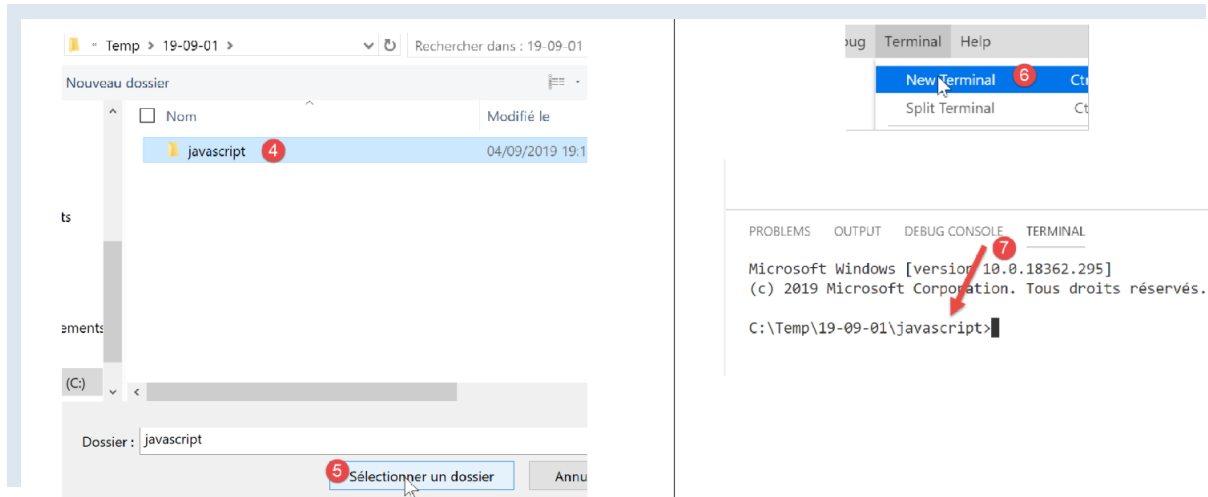 Temp > 19-09-01 >
Rechercher dans : 19-09-01
Nouveau dossier
Nom
Modifié le
javascript
4
04/09/2019 19:1
ts
ements
(C:)
Dossier :
javascript
5
Sélectionner un dossier
Annu
bug
Terminal
Help
New Terminal
6
Ctr
Split Terminal
Ct
PROBLEMS
OUTPUT
DEBUG CONSOLE
TERMINAL
7
Microsoft Windows [version 10.0.18362.295]
(c) 2019 Microsoft Corporation. Tous droits réservés.
C:\Temp\19-09-01\javascript>